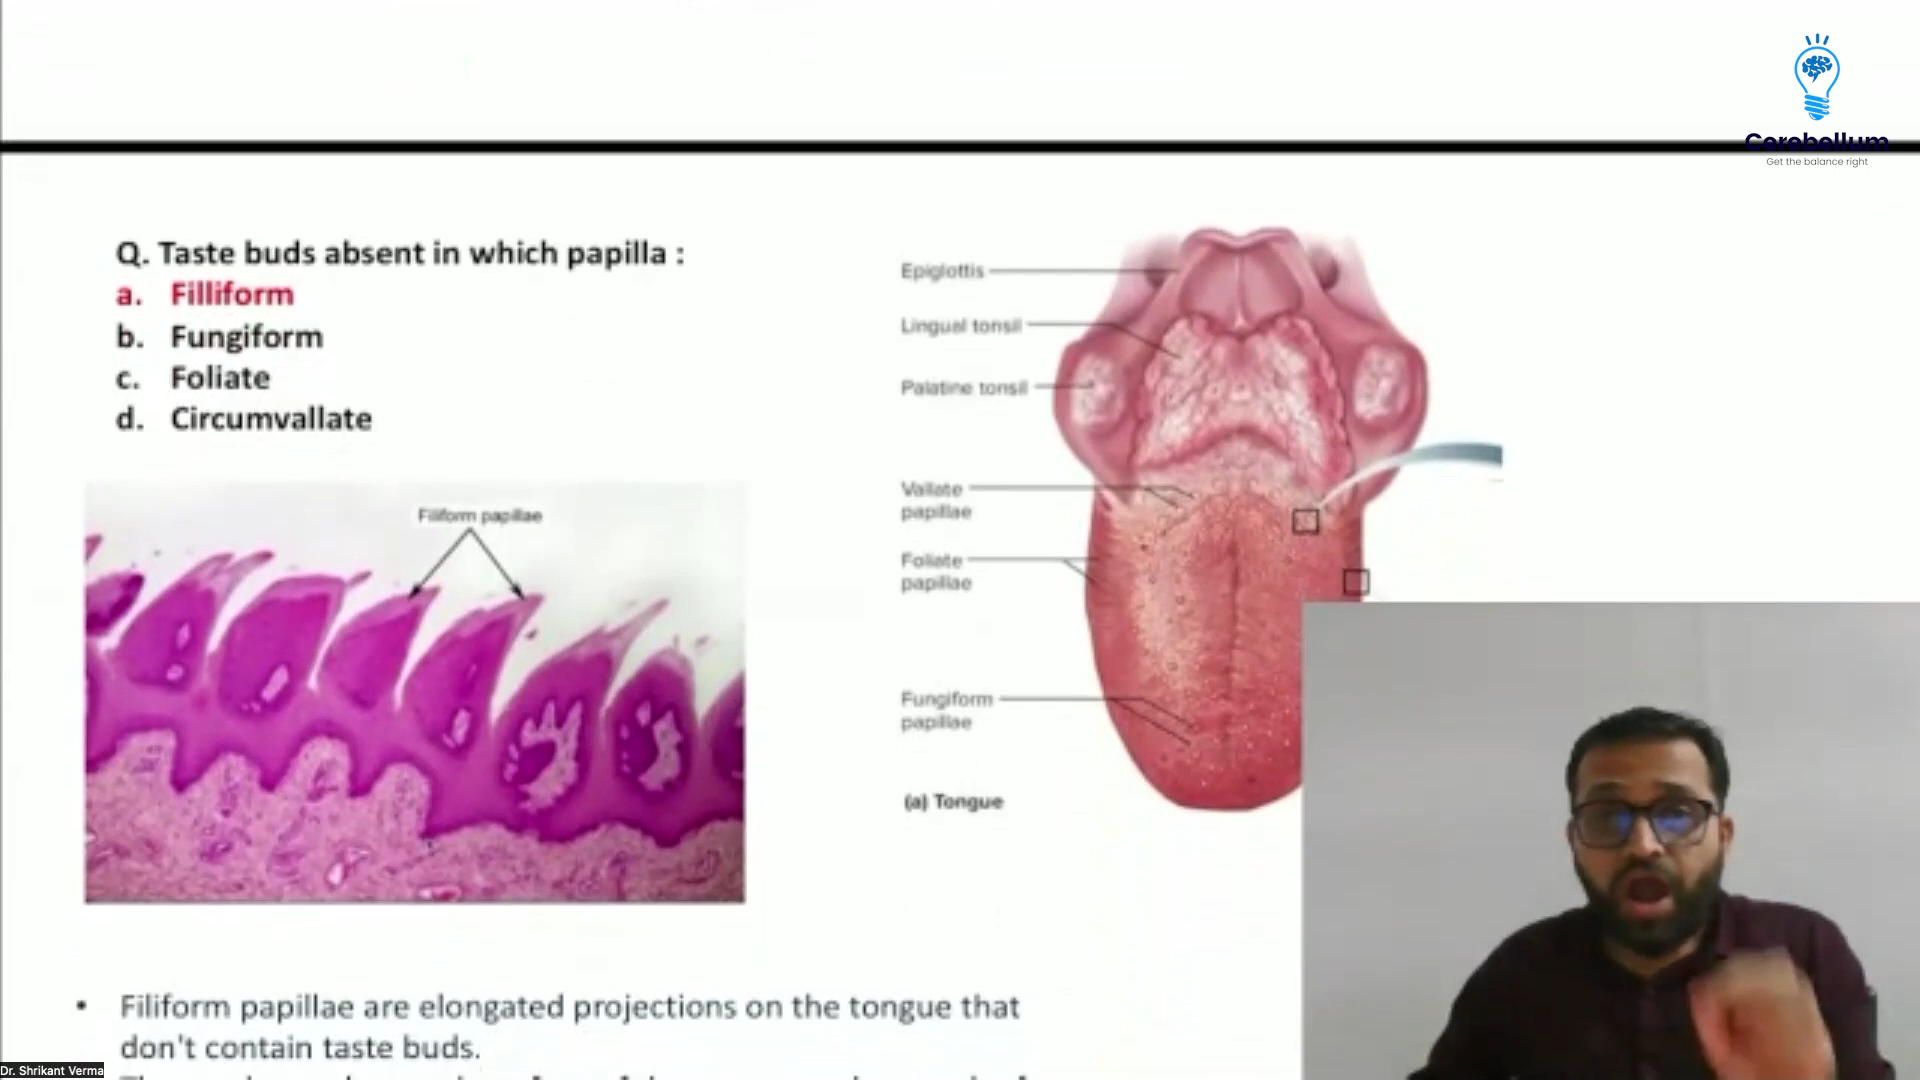 Cerebellum
Get the balance right
Q. Taste buds absent in which papilla :
a. Filliform
b. Fungiform
c. Foliate
d. Circumvallate
Filiform papillae
Epiglottis
Lingual tonsil
Palatine tonsil
Vallate
papillae
Foliate
papillae
Fungiform
papillae
(a) Tongue
• Filiform papillae are elongated projections on the tongue that
don't contain taste buds.
Dr. Shrikant Verma